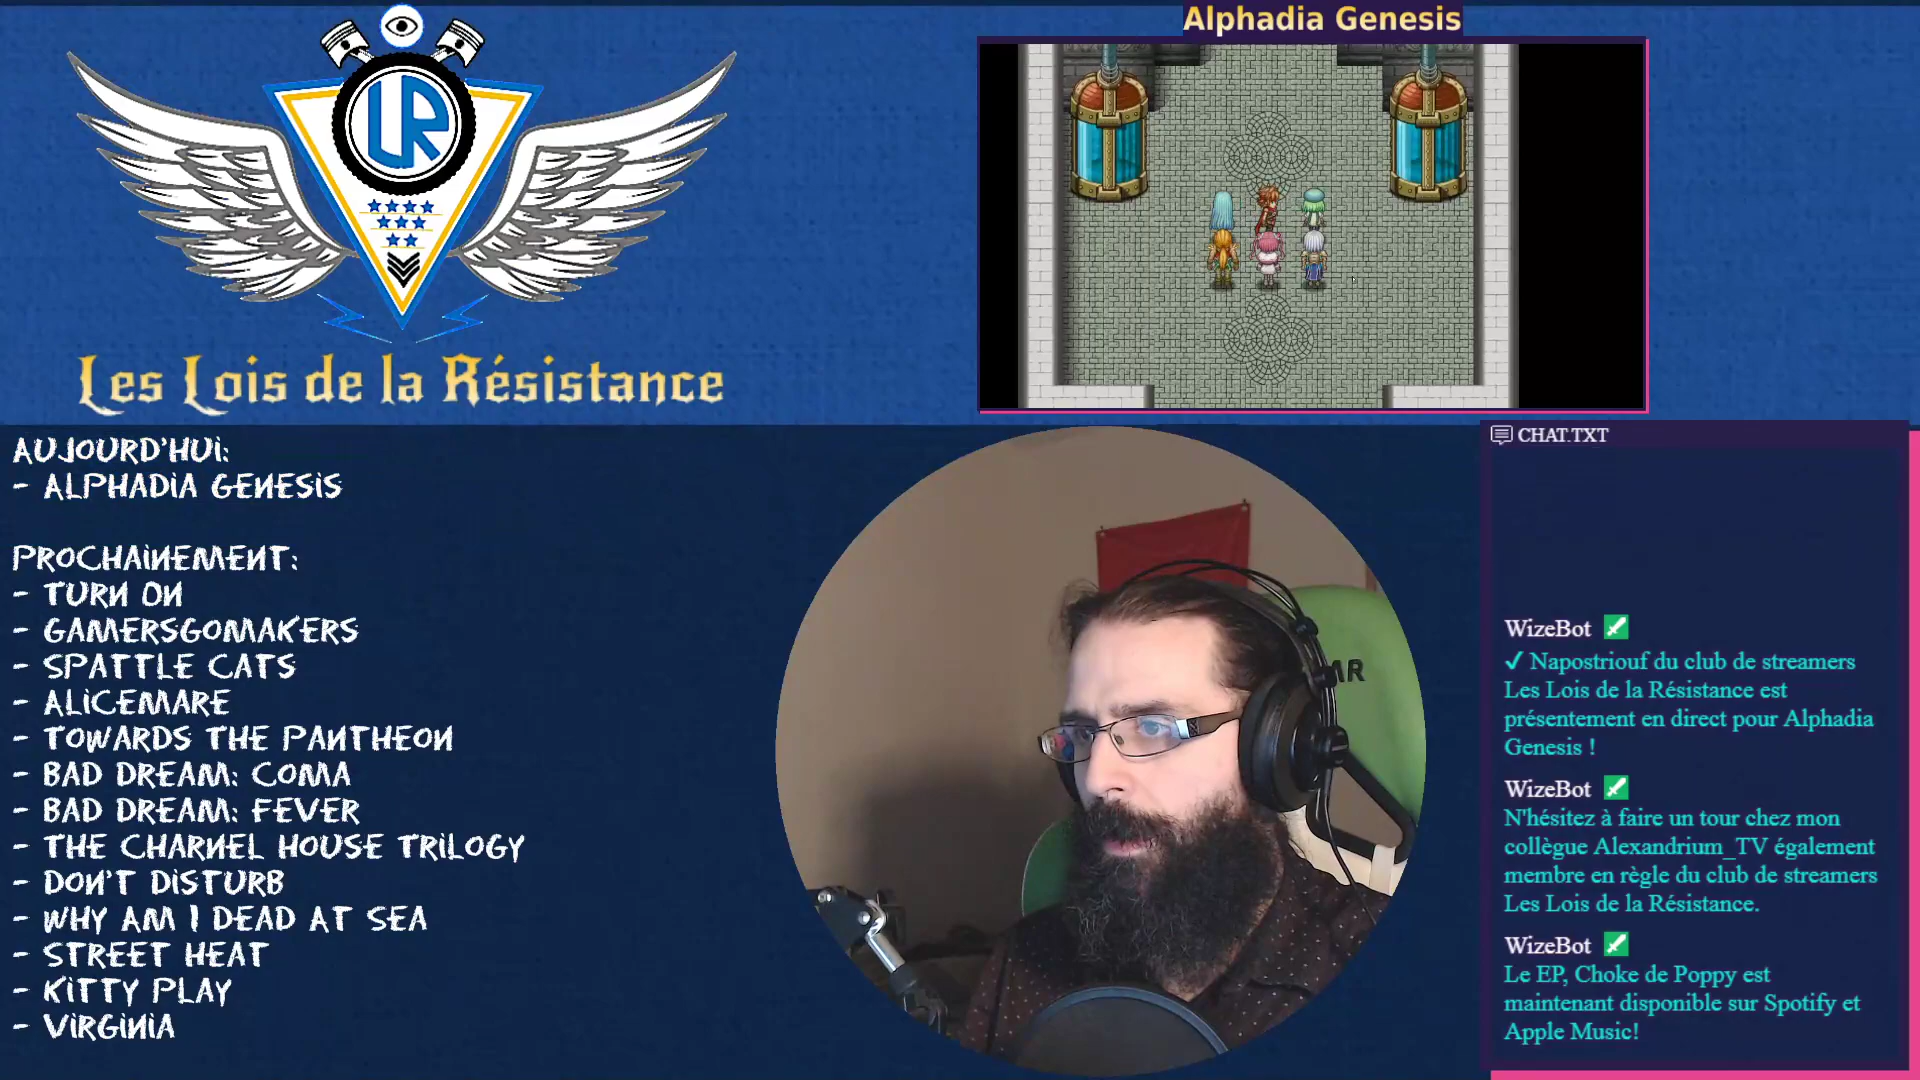 Alphadia Genesis
LR
Les Lois de la Résistance
AUJOURD'HUI:
- ALPHADIA GENESIS
PROCHAINEMENT:
- TURN ON
- GAMERSGOMAKERS
- SPATTLE CATS
- ALICEMARE
- TOWARDS THE PANTHEON
- BAD DREAM: COMA
- BAD DREAM: FEVER
- THE CHARNEL HOUSE TRILOGY
- DON'T DISTURB
- WHY AM I DEAD AT SEA
- STREET HEAT
- KITTY PLAY
- VIRGINIA
CHAT.TXT
WizeBot
✓ Napostriouf du club de streamers
Les Lois de la Résistance est
présentement en direct pour Alphadia
Genesis !
WizeBot
N'hésitez à faire un tour chez mon
collègue Alexandrium_TV également
membre en règle du club de streamers
Les Lois de la Résistance.
WizeBot
Le EP, Choke de Poppy est
maintenant disponible sur Spotify et
Apple Music!